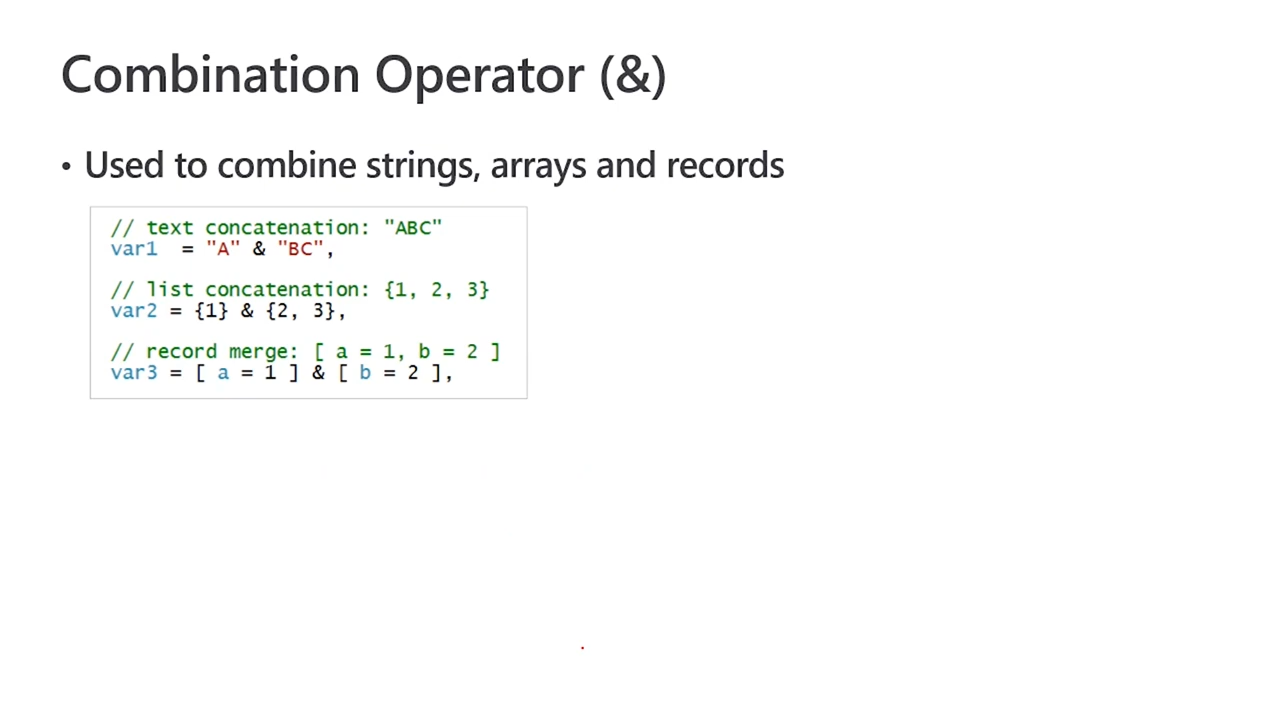 Combination Operator (&)
• Used to combine strings, arrays and records
// text concatenation: "ABC"
var1  = "A" & "BC",
// list concatenation: {1, 2, 3}
var2 = {1} & {2, 3},
// record merge: [ a = 1, b = 2 ]
var3 = [ a = 1 ] & [ b = 2 ],